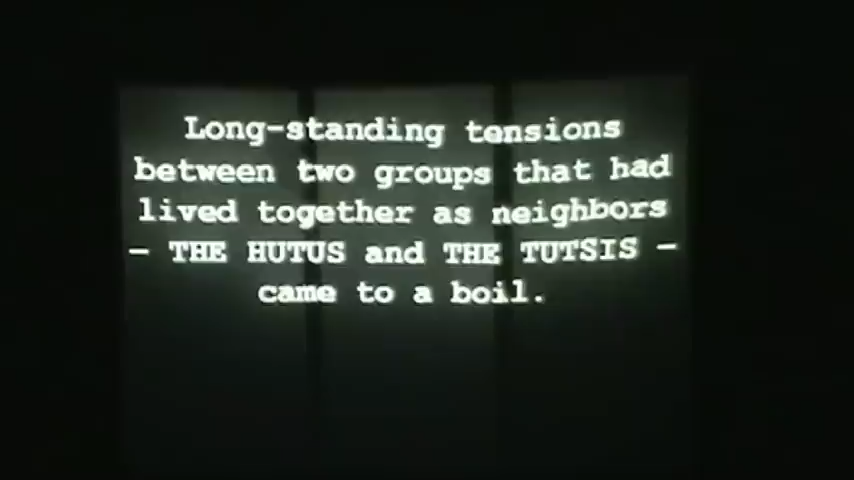 Long-standing tensions
between two groups that had
lived together as neighbors
- THE HUTUS and THE TUTSIS -
came to a boil.